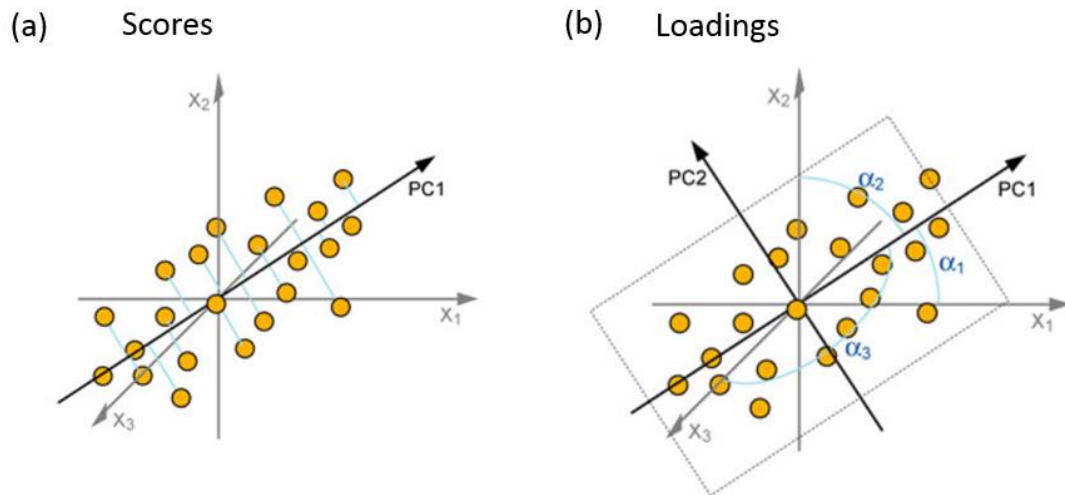 (a) Scores
X₂
PC1
X₁
X₃
(b) Loadings
X₂
PC2
α₂
PC1
α₁
X₁
α₃
X₃